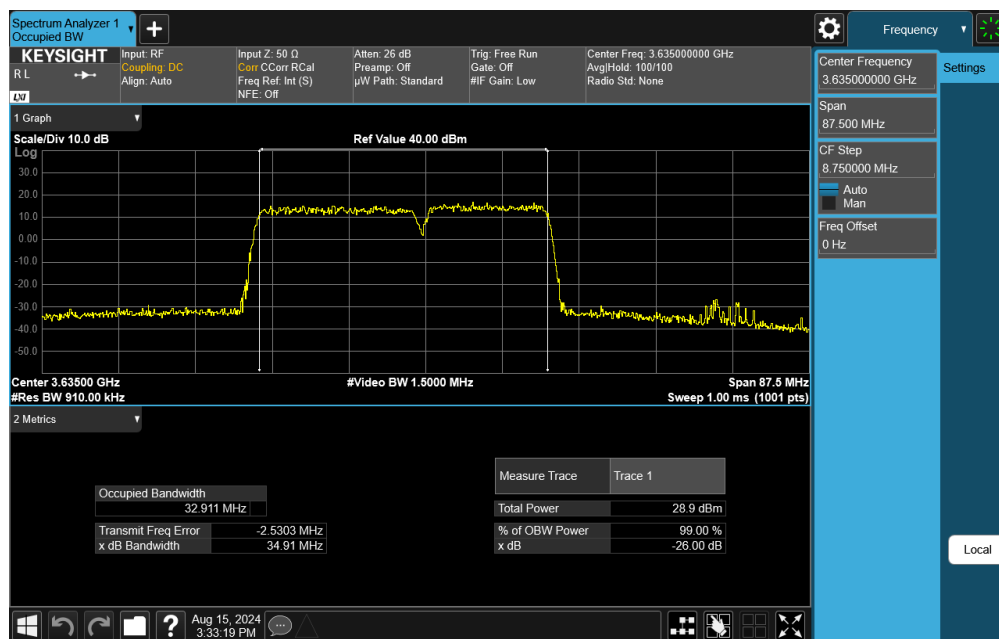 Spectrum Analyzer 1
Occupied BW
Frequency
KEYSIGHT
R L
LXI
Input: RF
Coupling: DC
Align: Auto
Input Z: 50 Ω
Corr CCorr RCal
Freq Ref: Int (S)
NFE: Off
Atten: 26 dB
Preamp: Off
µW Path: Standard
Trig: Free Run
Gate: Off
#IF Gain: Low
Center Freq: 3.635000000 GHz
Avg|Hold: 100/100
Radio Std: None
Center Frequency
3.635000000 GHz
Settings
Span
87.500 MHz
CF Step
8.750000 MHz
Auto
Man
Freq Offset
0 Hz
Local
1 Graph
Scale/Div 10.0 dB
Ref Value 40.00 dBm
Log
30.0
20.0
10.0
0.00
-10.0
-20.0
-30.0
-40.0
-50.0
Center 3.63500 GHz
#Video BW 1.5000 MHz
Span 87.5 MHz
#Res BW 910.00 kHz
Sweep 1.00 ms (1001 pts)
2 Metrics
Measure Trace Trace 1
Occupied Bandwidth
32.911 MHz
Total Power 28.9 dBm
Transmit Freq Error -2.5303 MHz
% of OBW Power 99.00 %
x dB Bandwidth 34.91 MHz
x dB -26.00 dB
Aug 15, 2024
3:33:19 PM